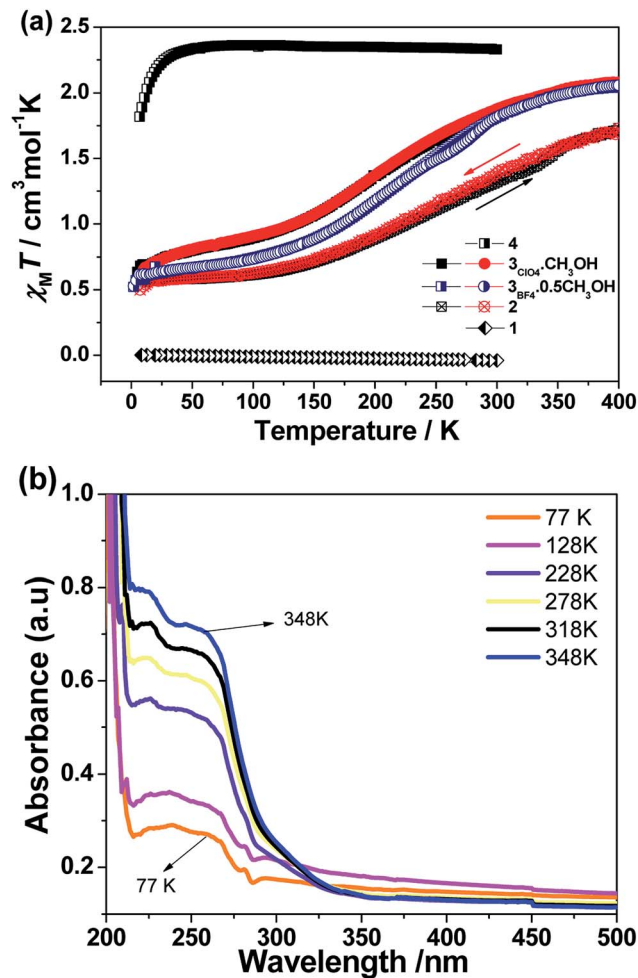 (a)
χ_M T / cm³mol⁻¹K
2.5
2.0
1.5
1.0
0.5
0.0
4
3_ClO4.CH₃OH
3_BF4.0.5CH₃OH
2
1
0 50 100 150 200 250 300 350 400
Temperature / K
(b)
Absorbance (a.u)
1.0
0.8
0.6
0.4
0.2
77 K
128K
228K
278K
318K
348K
348K
77 K
200 250 300 350 400 450 500
Wavelength /nm